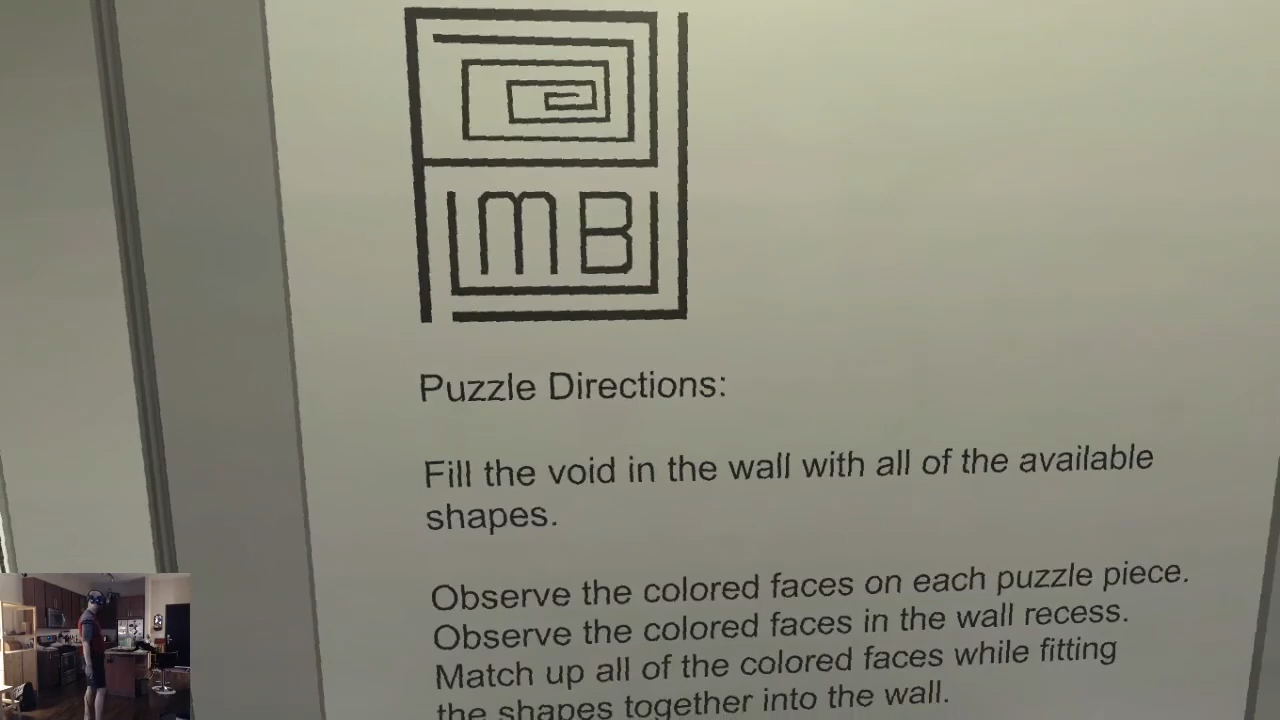 MB
Puzzle Directions:
Fill the void in the wall with all of the available
shapes.
Observe the colored faces on each puzzle piece.
Observe the colored faces in the wall recess.
Match up all of the colored faces while fitting
the shapes together into the wall.